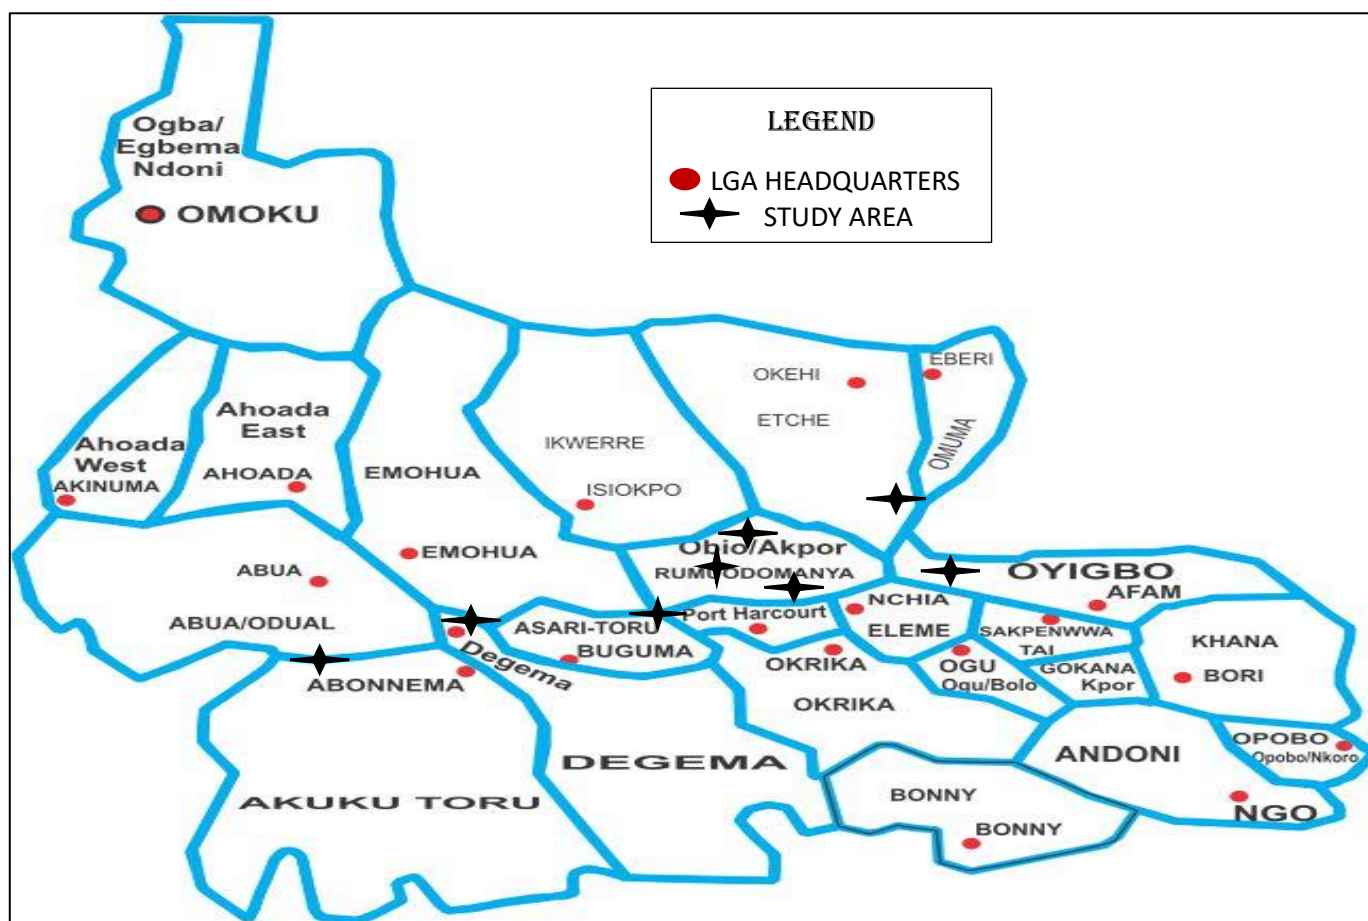 LEGEND
LGA HEADQUARTERS
STUDY AREA
Ogba/
Egbema
Ndoni
OMOKU
Ahoada
West
AKINUMA
Ahoada
East
AHOADA
EMOHUA
EMOHUA
IKWERRE
ISIOKPO
OKEHI
ETCHE
EBERI
OMUMA
ABUA
ABUA/ODUAL
Obio/Akpor
RUMUODOMANYA
OYIGBO
AFAM
Port Harcourt
NCHIA
ELEME
SAKPENWWA
TAI
KHANA
BORI
ASARI-TORU
BUGUMA
Degema
ABONNEMA
OKRIKA
OKRIKA
OGU
Oqu/Bolo
GOKANA
Kpor
DEGEMA
AKUKU TORU
ANDONI
NGO
OPOBO
Opobo/Nkoro
BONNY
BONNY